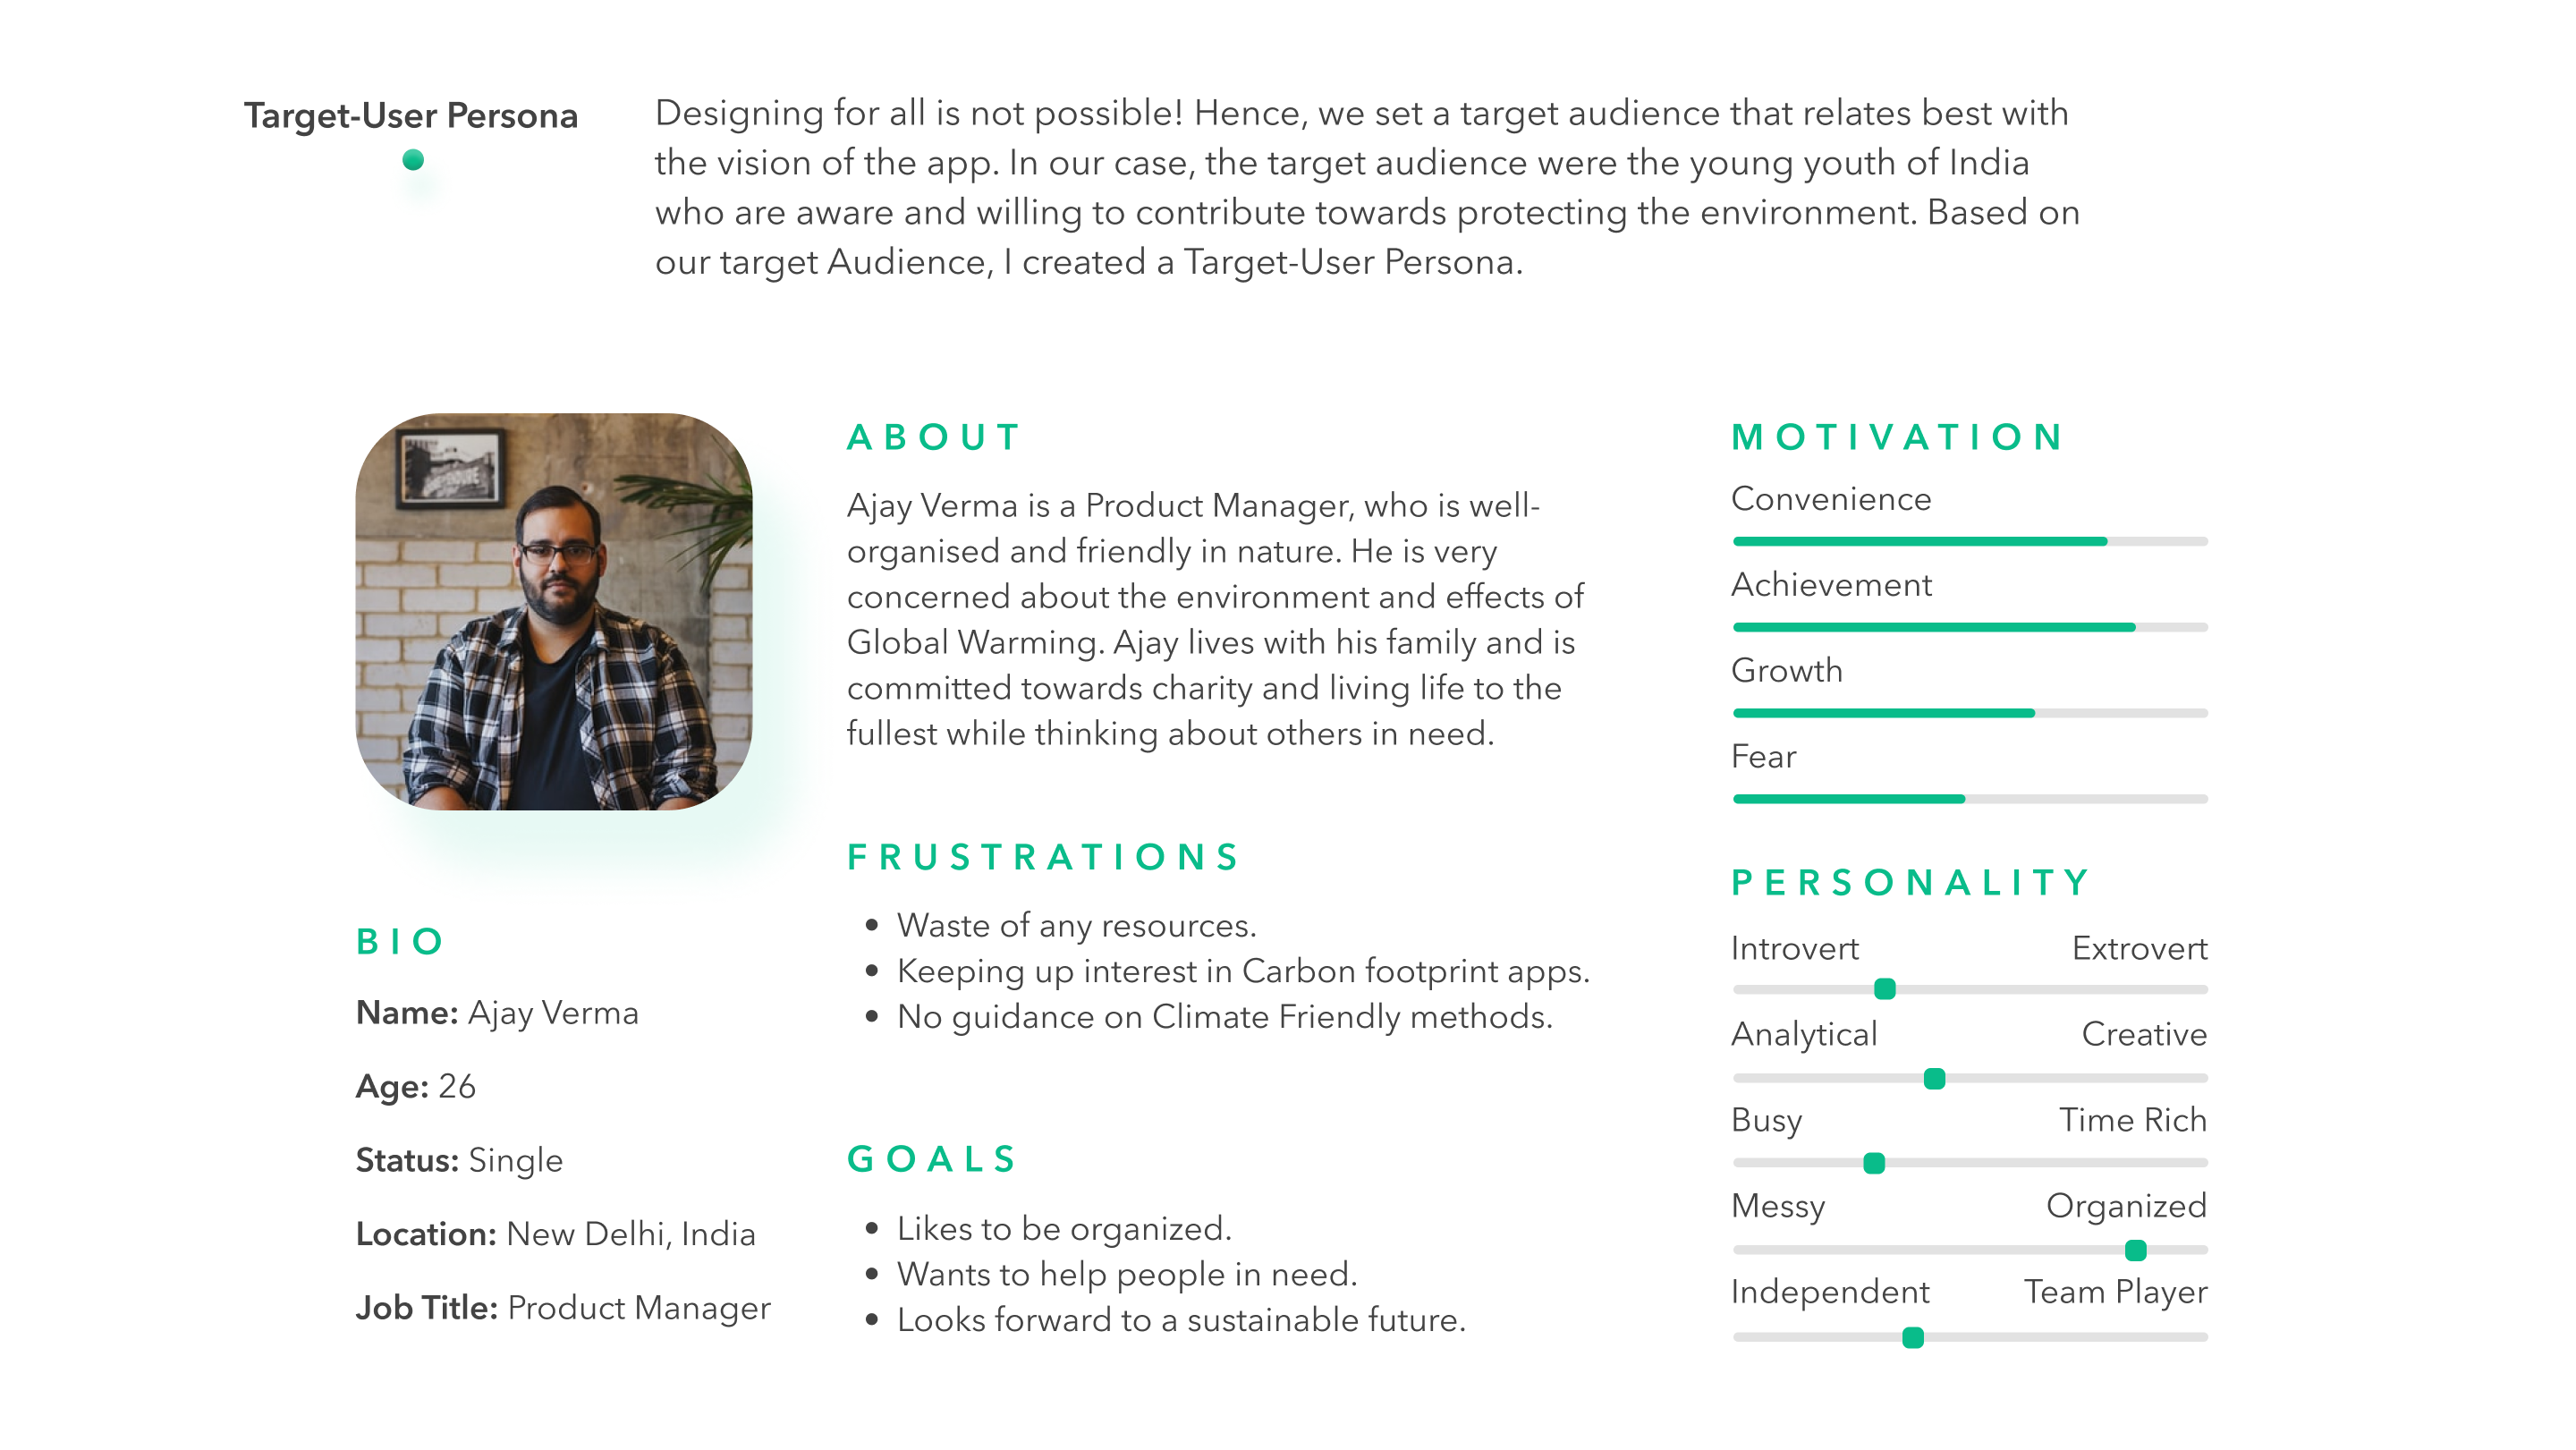 Target-User Persona
Designing for all is not possible! Hence, we set a target audience that relates best with
the vision of the app. In our case, the target audience were the young youth of India
who are aware and willing to contribute towards protecting the environment. Based on
our target Audience, I created a Target-User Persona.
BIO
Name: Ajay Verma
Age: 26
Status: Single
Location: New Delhi, India
Job Title: Product Manager
ABOUT
Ajay Verma is a Product Manager, who is well-
organised and friendly in nature. He is very
concerned about the environment and effects of
Global Warming. Ajay lives with his family and is
committed towards charity and living life to the
fullest while thinking about others in need.
FRUSTRATIONS
• Waste of any resources.
• Keeping up interest in Carbon footprint apps.
• No guidance on Climate Friendly methods.
GOALS
• Likes to be organized.
• Wants to help people in need.
• Looks forward to a sustainable future.
MOTIVATION
Convenience
Achievement
Growth
Fear
PERSONALITY
Introvert Extrovert
Analytical Creative
Busy Time Rich
Messy Organized
Independent Team Player